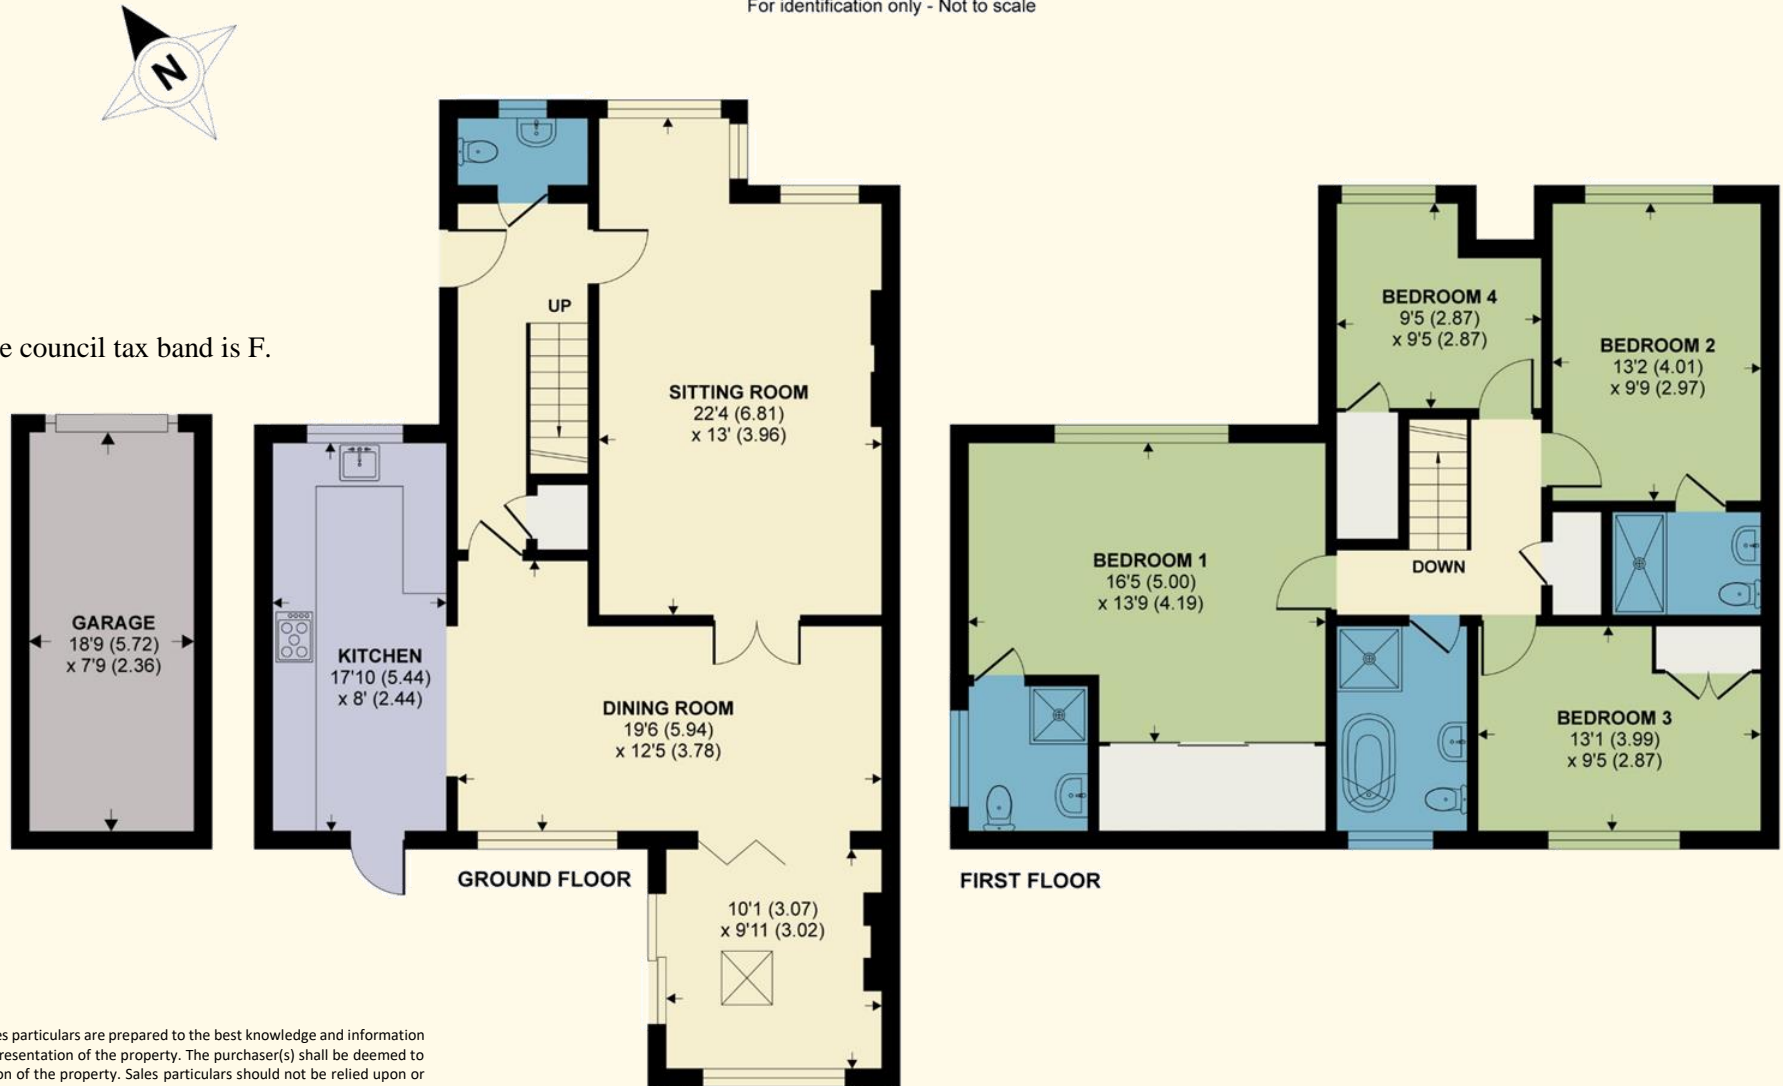 For identification only - Not to scale
N
e council tax band is F.
GARAGE
18'9 (5.72)
x 7'9 (2.36)
KITCHEN
17'10 (5.44)
x 8' (2.44)
UP
SITTING ROOM
22'4 (6.81)
x 13' (3.96)
DINING ROOM
19'6 (5.94)
x 12'5 (3.78)
GROUND FLOOR
10'1 (3.07)
x 9'11 (3.02)
BEDROOM 4
9'5 (2.87)
x 9'5 (2.87)
BEDROOM 2
13'2 (4.01)
x 9'9 (2.97)
BEDROOM 1
16'5 (5.00)
x 13'9 (4.19)
DOWN
BEDROOM 3
13'1 (3.99)
x 9'5 (2.87)
FIRST FLOOR
es particulars are prepared to the best knowledge and information
resentation of the property. The purchaser(s) shall be deemed to
on of the property. Sales particulars should not be relied upon or